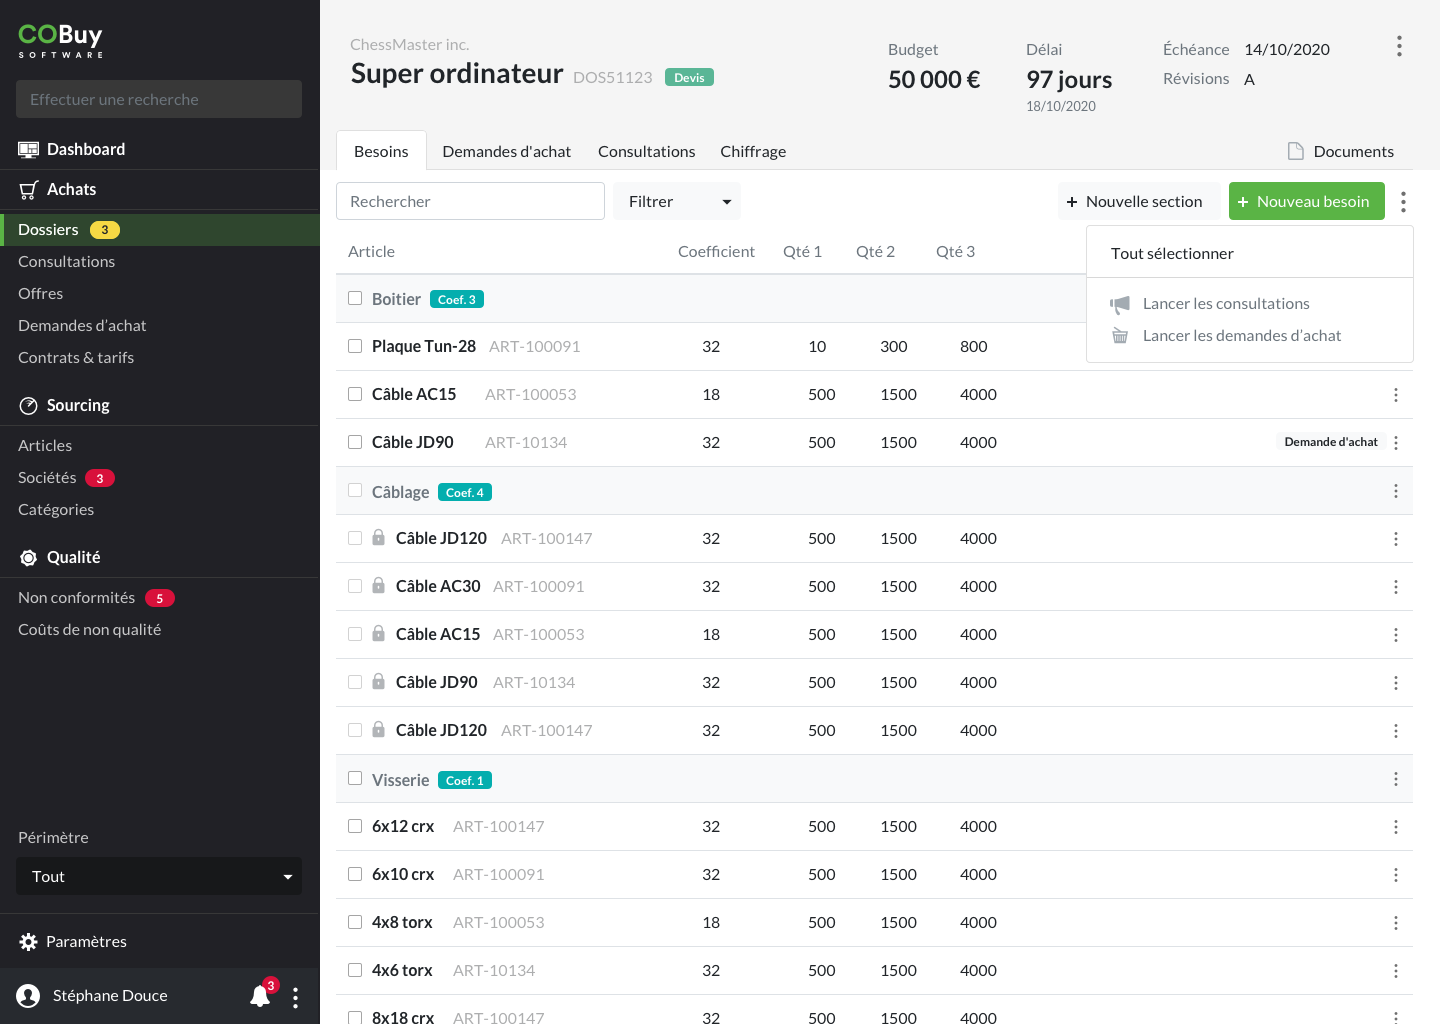 COBuy
SOFTWARE
Effectuer une recherche
Dashboard
Achats
Dossiers 3
Consultations
Offres
Demandes d’achat
Contrats & tarifs
Sourcing
Articles
Sociétés 3
Catégories
Qualité
Non conformités 5
Coûts de non qualité
Périmètre
Tout
Paramètres
Stéphane Douce 3
ChessMaster inc.
Super ordinateur DOS51123 Devis
Budget
50 000 €
Délai
97 jours
18/10/2020
Échéance 14/10/2020
Révisions A
Besoins Demandes d'achat Consultations Chiffrage Documents
Rechercher Filtrer + Nouvelle section + Nouveau besoin
Tout sélectionner
Lancer les consultations
Lancer les demandes d’achat
Article Coefficient Qté 1 Qté 2 Qté 3
Boitier Coef. 3
Plaque Tun-28 ART-100091 32 10 300 800
Câble AC15 ART-100053 18 500 1500 4000
Câble JD90 ART-10134 32 500 1500 4000 Demande d'achat
Câblage Coef. 4
Câble JD120 ART-100147 32 500 1500 4000
Câble AC30 ART-100091 32 500 1500 4000
Câble AC15 ART-100053 18 500 1500 4000
Câble JD90 ART-10134 32 500 1500 4000
Câble JD120 ART-100147 32 500 1500 4000
Visserie Coef. 1
6x12 crx ART-100147 32 500 1500 4000
6x10 crx ART-100091 32 500 1500 4000
4x8 torx ART-100053 18 500 1500 4000
4x6 torx ART-10134 32 500 1500 4000
8x18 crx ART-100147 32 500 1500 4000